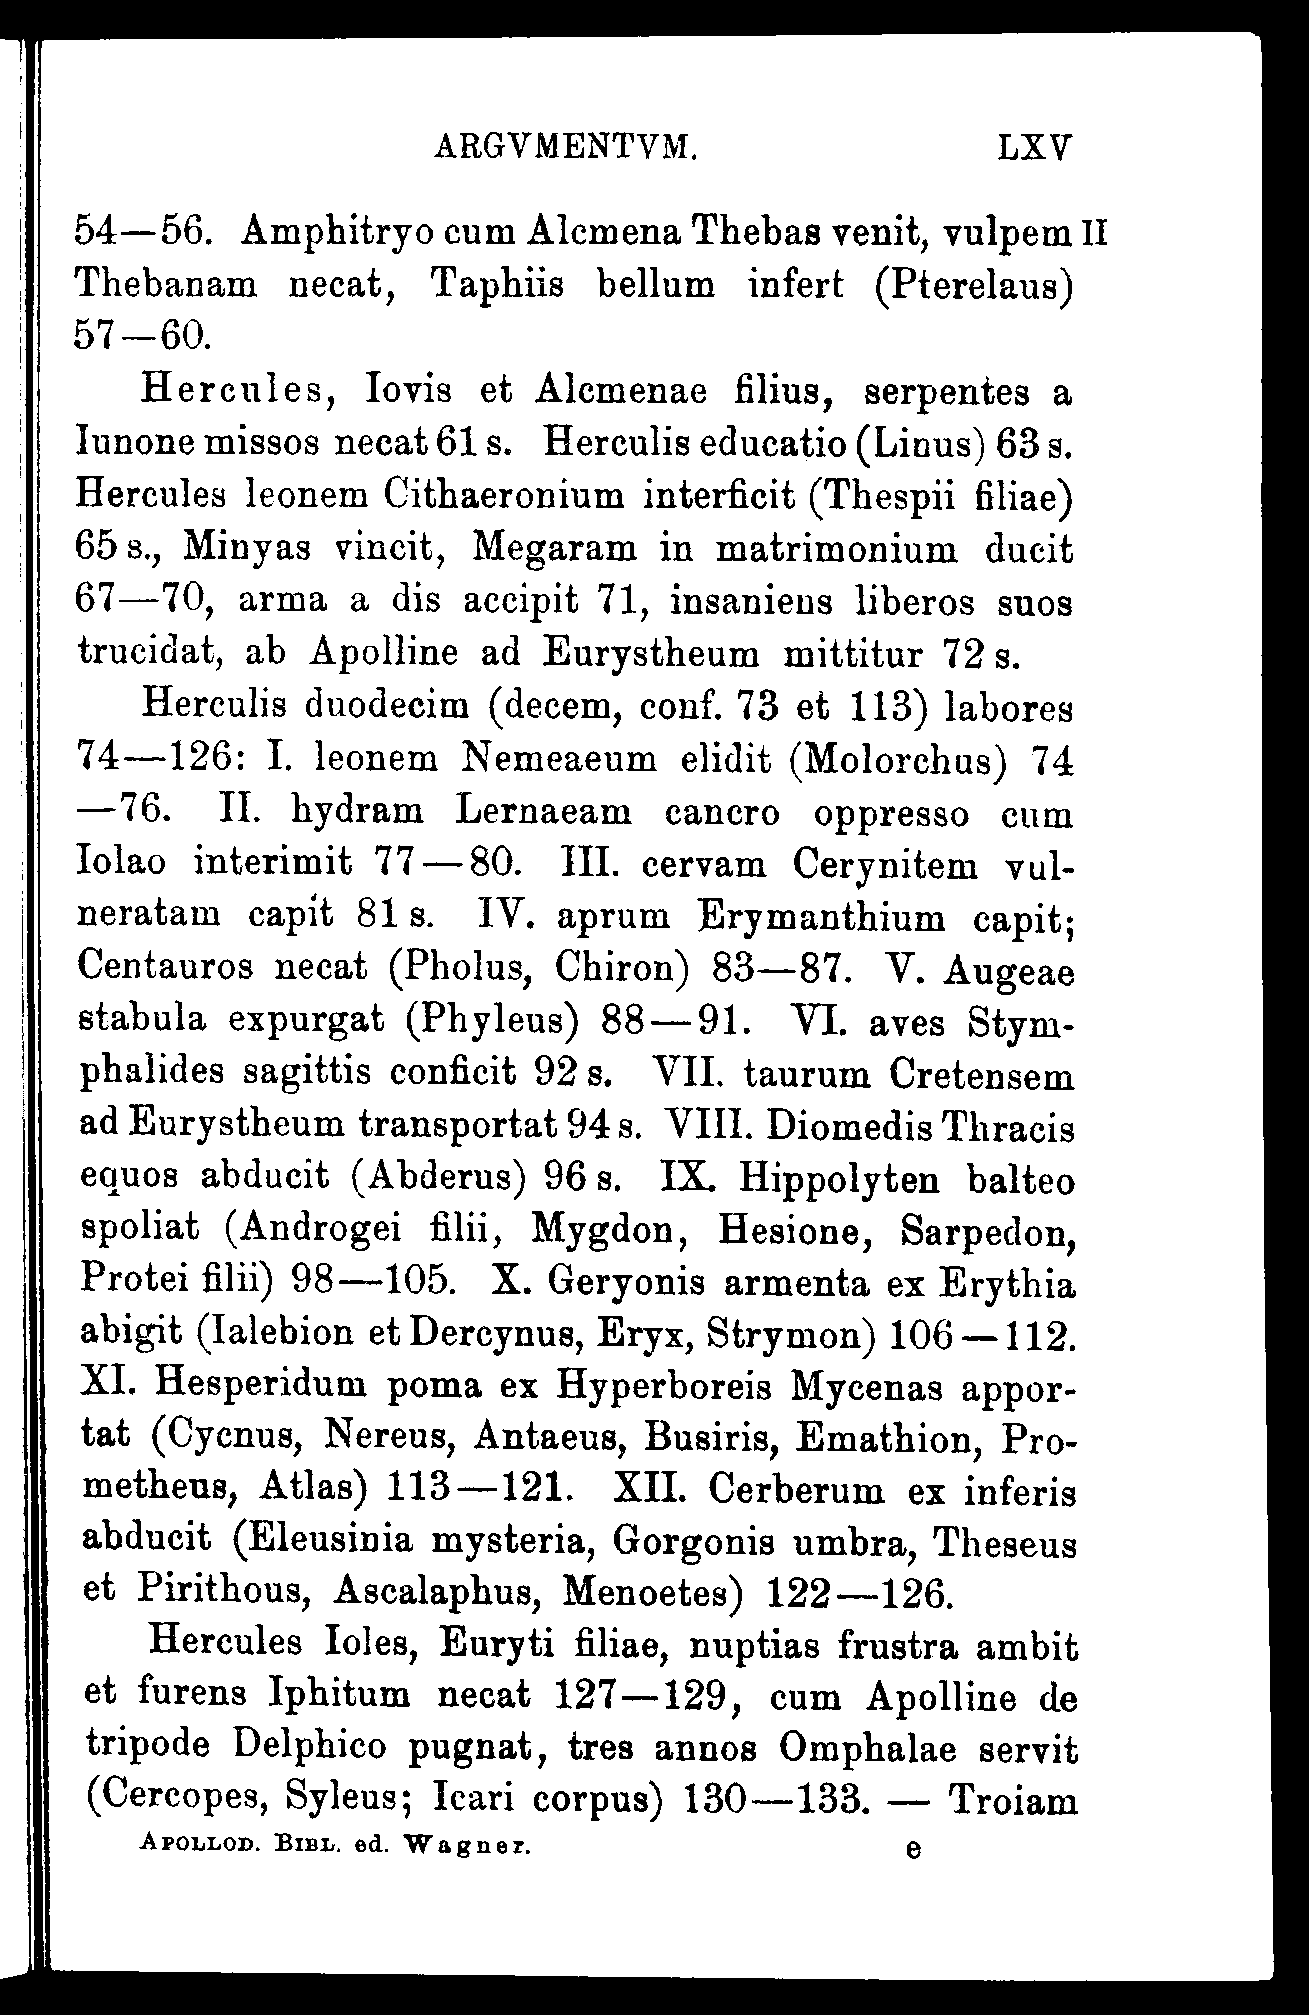 ARGVMENTVM. LXV
54—56. Amphitryo cum Alcmena Thebas venit, vulpem II
Thebanam necat, Taphiis bellum infert (Pterelaus)
57—60.
Hercules, Iovis et Alcmenae filius, serpentes a
Iunone missos necat 61 s. Herculis educatio (Linus) 63 s.
Hercules leonem Cithaeronium interficit (Thespii filiae)
65 s., Minyas vincit, Megaram in matrimonium ducit
67—70, arma a dis accipit 71, insaniens liberos suos
trucidat, ab Apolline ad Eurystheum mittitur 72 s.
Herculis duodecim (decem, conf. 73 et 113) labores
74—126: I. leonem Nemeaeum elidit (Molorchus) 74
—76. II. hydram Lernaeam cancro oppresso cum
Iolao interimit 77—80. III. cervam Cerynitem vul-
neratam capit 81 s. IV. aprum Erymanthium capit;
Centauros necat (Pholus, Chiron) 83—87. V. Augeae
stabula expurgat (Phyleus) 88—91. VI. aves Stym-
phalides sagittis conficit 92 s. VII. taurum Cretensem
ad Eurystheum transportat 94 s. VIII. Diomedis Thracis
equos abducit (Abderus) 96 s. IX. Hippolyten balteo
spoliat (Androgei filii, Mygdon, Hesione, Sarpedon,
Protei filii) 98—105. X. Geryonis armenta ex Erythia
abigit (Ialebion et Dercynus, Eryx, Strymon) 106—112.
XI. Hesperidum poma ex Hyperboreis Mycenas appor-
tat (Cycnus, Nereus, Antaeus, Busiris, Emathion, Pro-
metheus, Atlas) 113—121. XII. Cerberum ex inferis
abducit (Eleusinia mysteria, Gorgonis umbra, Theseus
et Pirithous, Ascalaphus, Menoetes) 122—126.
Hercules Ioles, Euryti filiae, nuptias frustra ambit
et furens Iphitum necat 127—129, cum Apolline de
tripode Delphico pugnat, tres annos Omphalae servit
(Cercopes, Syleus; Icari corpus) 130—133. — Troiam
APOLLOD. BIBL. ed. Wagner. e